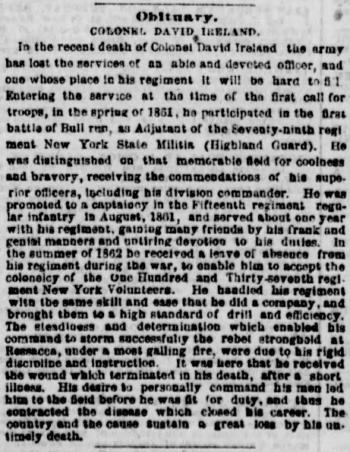 Obituary.
COLONEL DAVID IRELAND.
In the recent death of Colonel David Ireland the army
has lost the services of an able and devoted officer, and
one whose place in his regiment it will be hard to fill.
Entering the service at the time of the first call for
troops, in the spring of 1861, he participated in the first
battle of Bull run, as Adjutant of the Seventy-ninth regi
ment New York State Militia (Highland Guard). He
was distinguished on that memorable field for coolness
and bravery, receiving the commendations of his supe-
rior officers, including his division commander. He was
promoted to a captaincy in the Fifteenth regiment regu-
lar infantry in August, 1861, and served about one year
with his regiment, gaining many friends by his frank and
genial manners and untiring devotion to his duties. In
the summer of 1862 he received a leave of absence from
his regiment during the war, to enable him to accept the
colonelcy of the One Hundred and Thirty-seventh regi-
ment New York Volunteers. He handled his regiment
with the same skill and ease that he did a company, and
brought them to a high standard of drill and efficiency.
The steadiness and determination which enabled his
command to storm successfully the rebel stronghold at
Ressacca, under a most galling fire, were due to his rigid
discipline and instruction. It was here that he received
the wound which terminated in his death, after a short
illness. His desire to personally command his men led
him to the field before he was fit for duty, and thus he
contracted the disease which closed his career. The
country and the cause sustain a great loss by his un-
timely death.